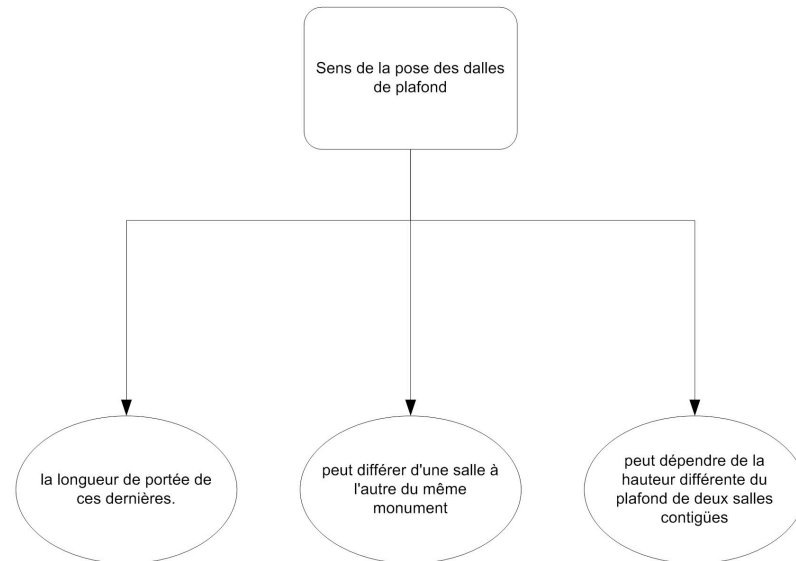 Sens de la pose des dalles
de plafond
la longueur de portée de
ces dernières.
peut différer d'une salle à
l'autre du même
monument
peut dépendre de la
hauteur différente du
plafond de deux salles
contigües